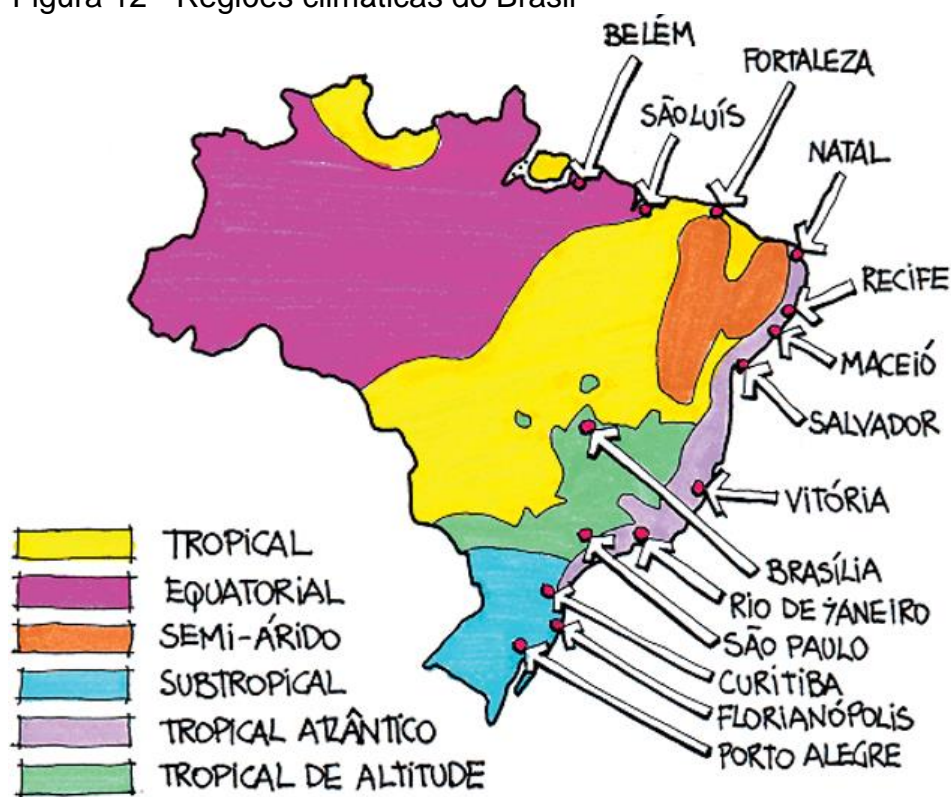 Figura 12 - Regiões climáticas do Brasil
BELÉM
FORTALEZA
SÃO LUÍS
NATAL
RECIFE
MACEIÓ
SALVADOR
VITÓRIA
BRASÍLIA
RIO DE JANEIRO
SÃO PAULO
CURITIBA
FLORIANÓPOLIS
PORTO ALEGRE
TROPICAL
EQUATORIAL
SEMI-ÁRIDO
SUBTROPICAL
TROPICAL ATLÂNTICO
TROPICAL DE ALTITUDE